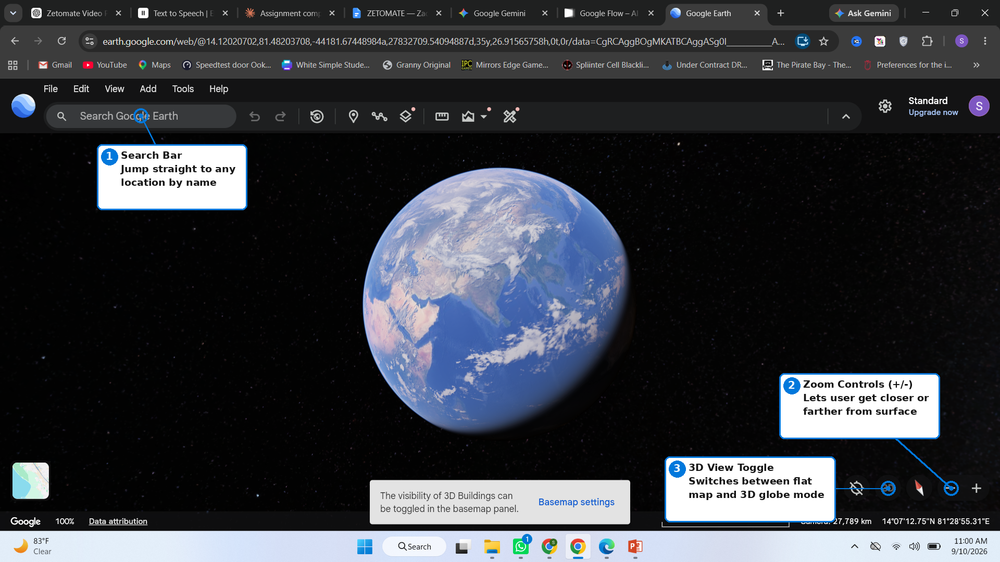 Zetomate Video
Text to Speech |
Assignment comp
ZETOMATE — Za
Google Gemini
Google Flow – AI
Google Earth
Ask Gemini
earth.google.com/web/@14.12020702,81.48203708,-44181.67448984a,27832709.54094887d,35y,26.91565758h,0t,0r/data=CgRCAggBOgMKATBCAggASg0I___________A...
S
Gmail
YouTube
Maps
Speedtest door Ook...
White Simple Stude...
Granny Original
Mirrors Edge Game...
Spliinter Cell Blackli...
Under Contract DR...
The Pirate Bay - The...
Preferences for the i...
File
Edit
View
Add
Tools
Help
Search Google Earth
Standard
Upgrade now
S
1
Search Bar
Jump straight to any
location by name
2
Zoom Controls (+/-)
Lets user get closer or
farther from surface
3
3D View Toggle
Switches between flat
map and 3D globe mode
The visibility of 3D Buildings can
be toggled in the basemap panel.
Basemap settings
Google
100%
Data attribution
Camera: 27,789 km
14°07'12.75"N 81°28'55.31"E
83°F
Clear
Search
1
11:00 AM
9/10/2026